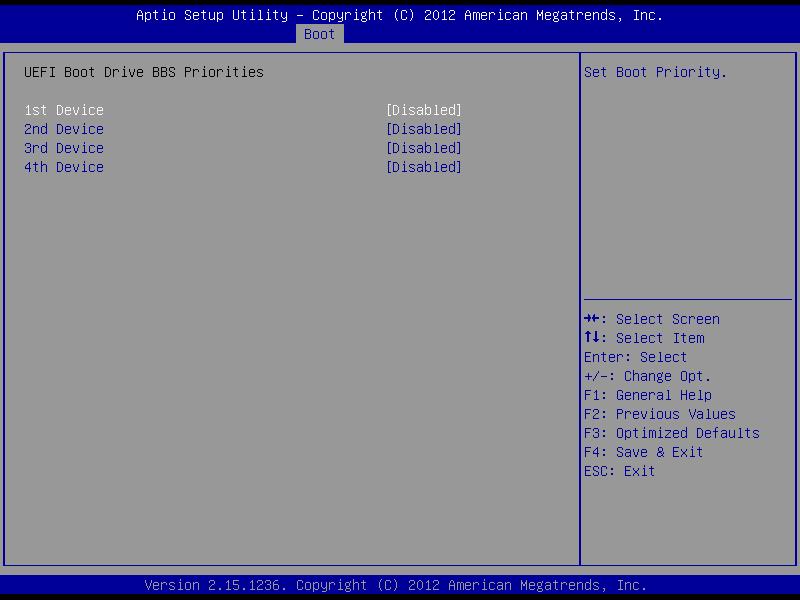 Aptio Setup Utility – Copyright (C) 2012 American Megatrends, Inc.
Boot
UEFI Boot Drive BBS Priorities
1st Device [Disabled]
2nd Device [Disabled]
3rd Device [Disabled]
4th Device [Disabled]
Set Boot Priority.
→←: Select Screen
↑↓: Select Item
Enter: Select
+/-: Change Opt.
F1: General Help
F2: Previous Values
F3: Optimized Defaults
F4: Save & Exit
ESC: Exit
Version 2.15.1236. Copyright (C) 2012 American Megatrends, Inc.